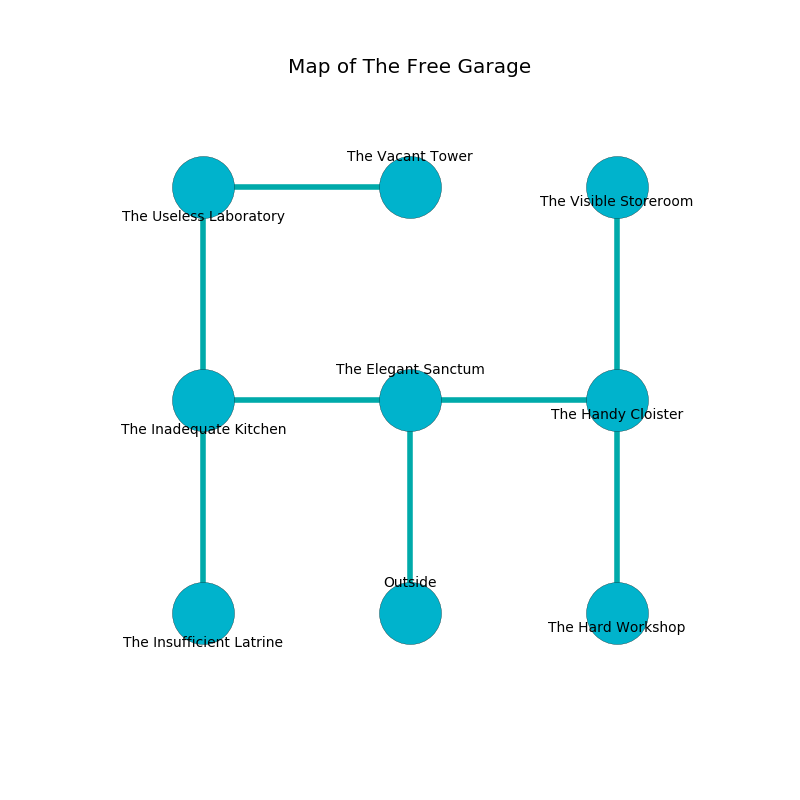 Map of The Free Garage
The Vacant Tower
The Visible Storeroom
The Useless Laboratory
The Elegant Sanctum
The Handy Cloister
The Inadequate Kitchen
Outside
The Hard Workshop
The Insufficient Latrine